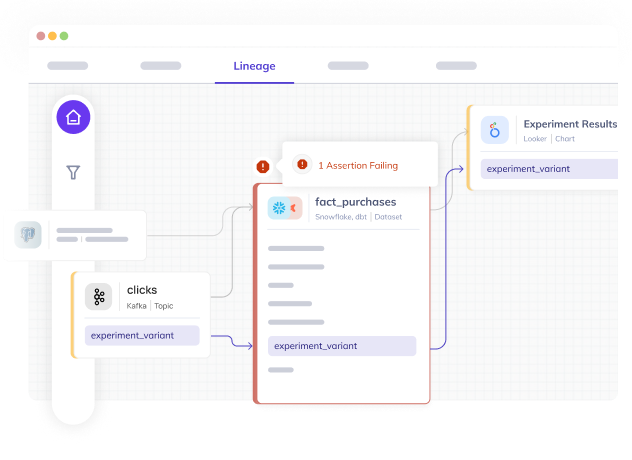 Lineage
1 Assertion Failing
Experiment Results
Looker | Chart
experiment_variant
fact_purchases
Snowflake, dbt | Dataset
experiment_variant
clicks
Kafka | Topic
experiment_variant